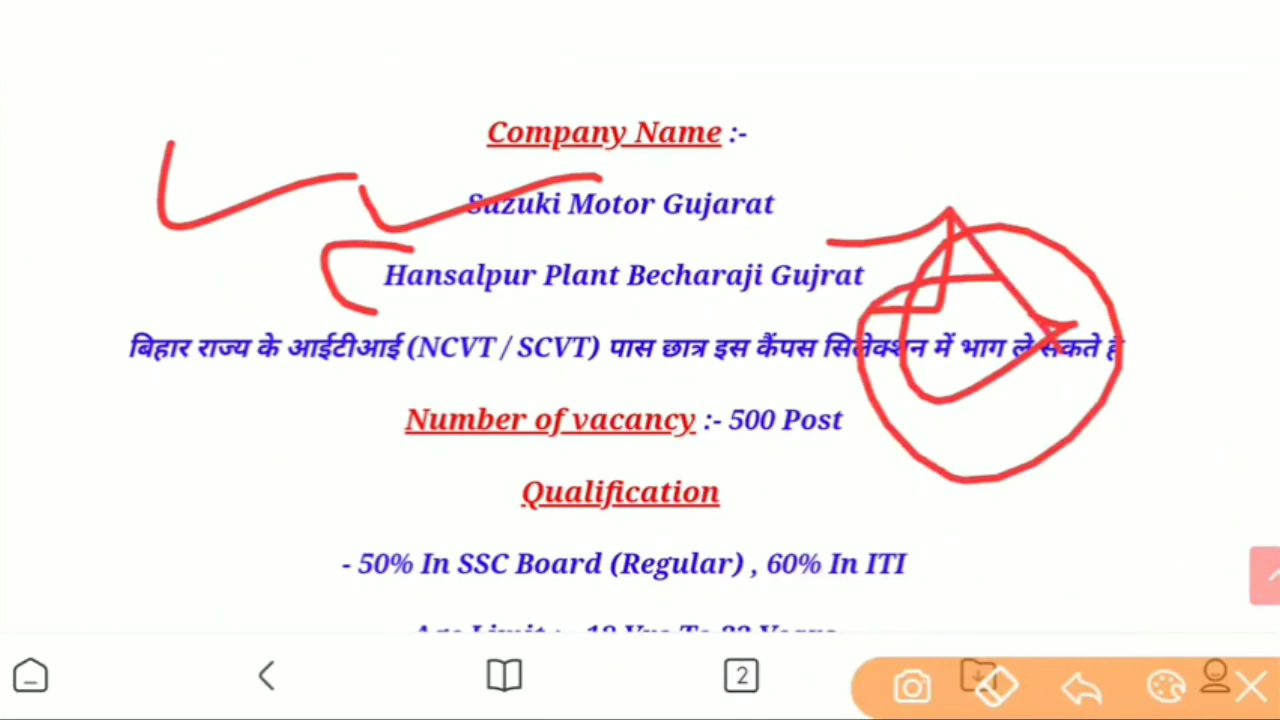 Company Name :-
Suzuki Motor Gujarat
Hansalpur Plant Becharaji Gujrat
बिहार राज्य के आईटीआई (NCVT / SCVT) पास छात्र इस कैंपस सिलेक्शन में भाग ले सकते है
Number of vacancy :- 500 Post
Qualification
- 50% In SSC Board (Regular) , 60% In ITI
2